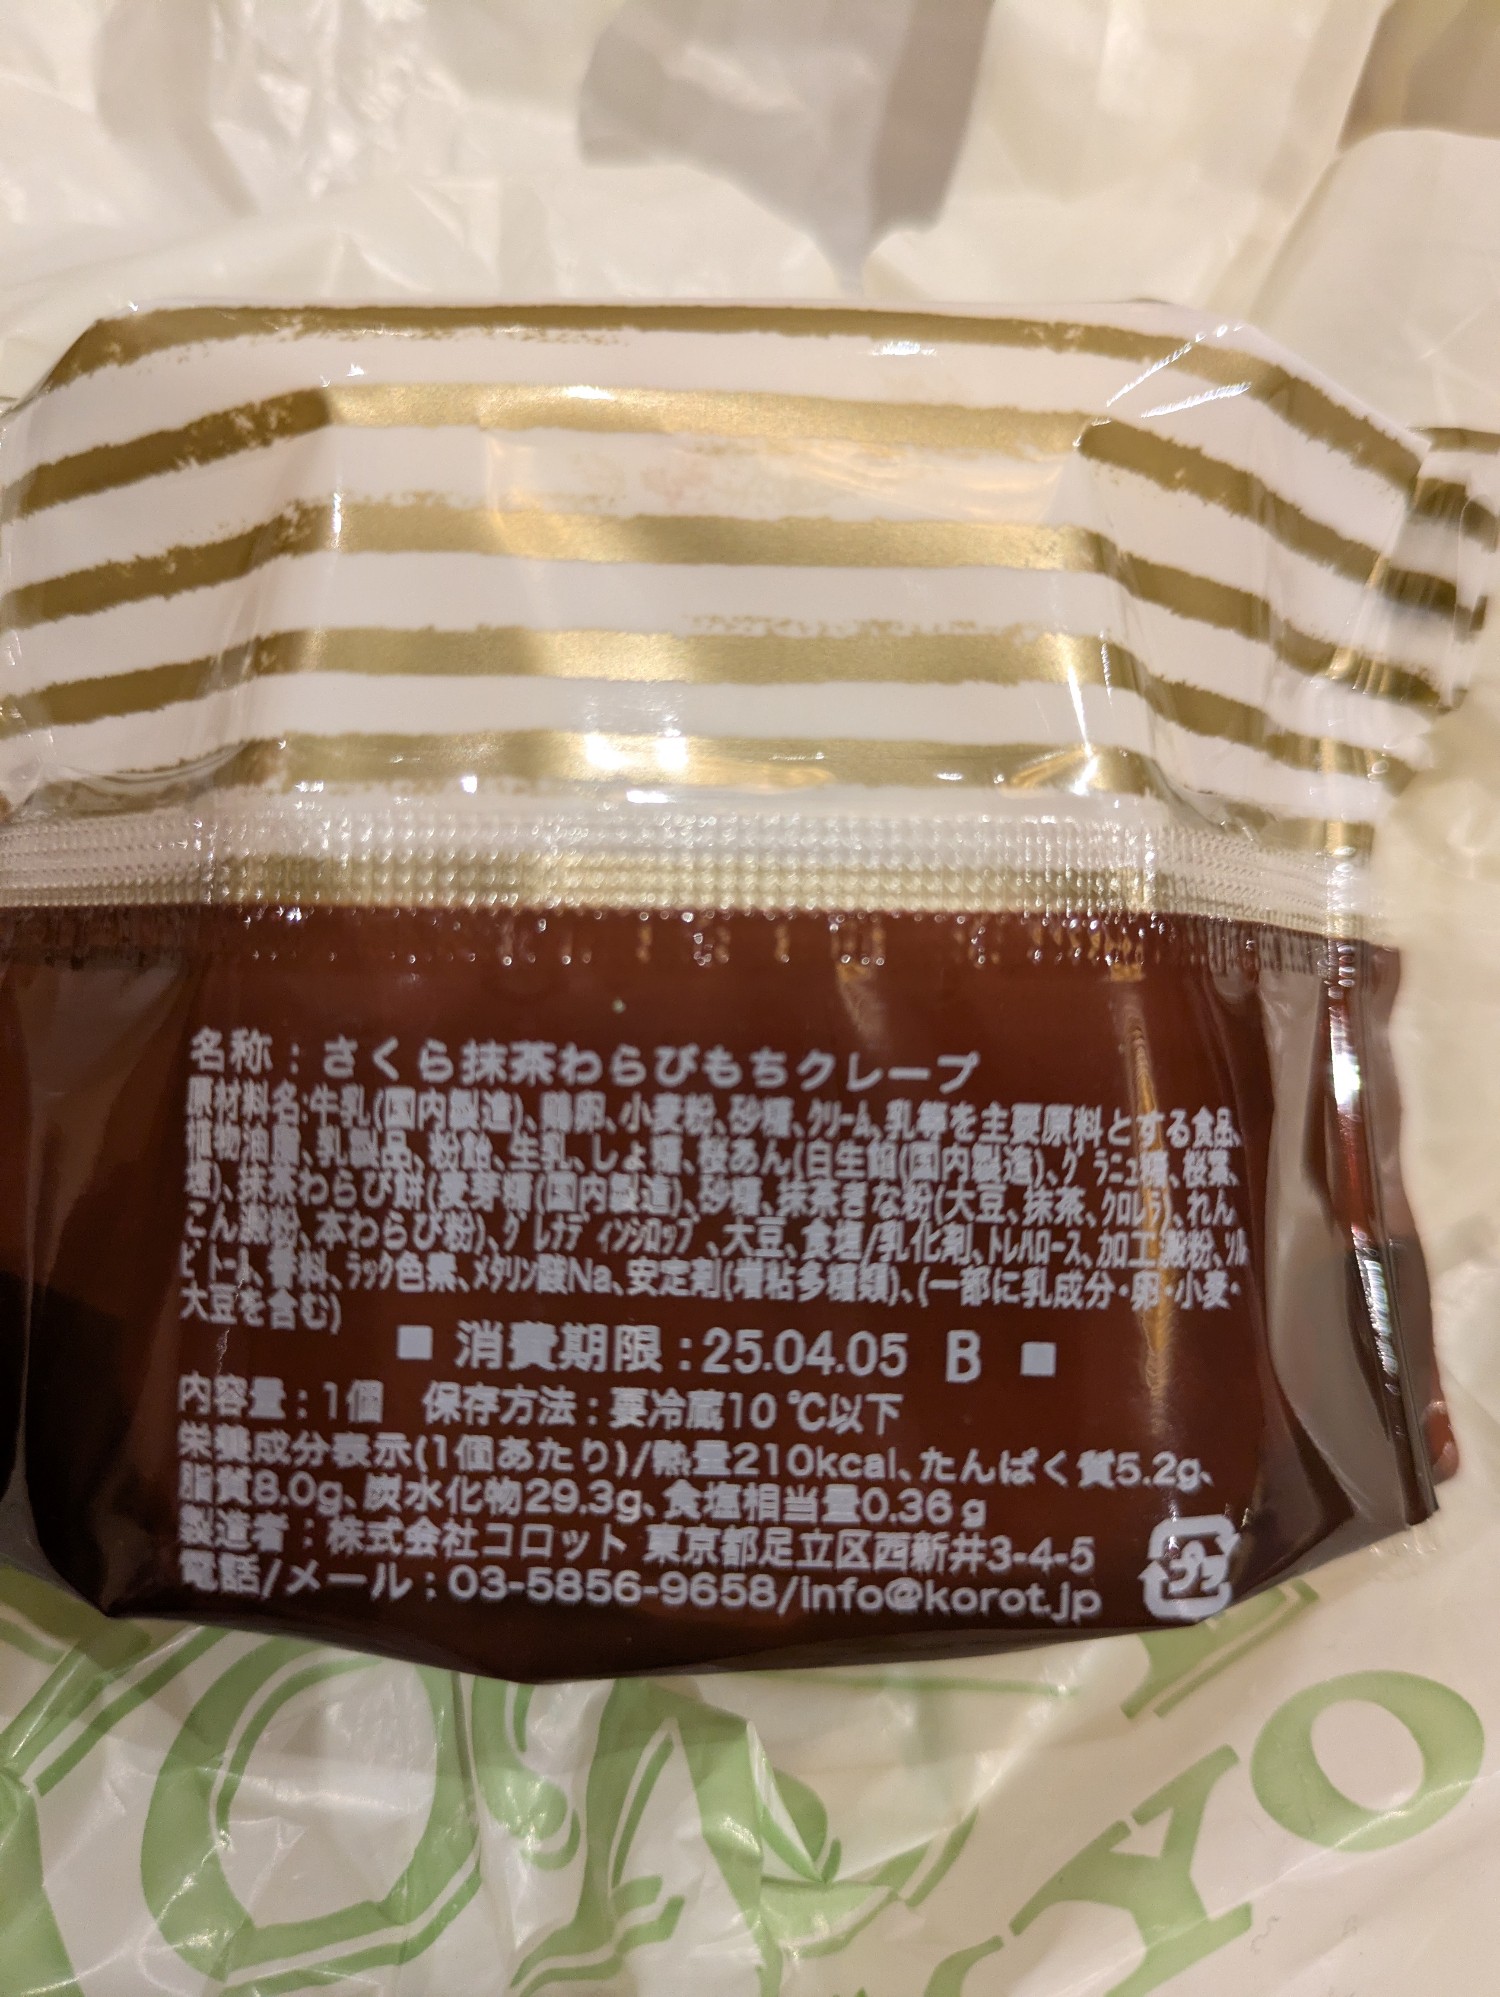 名称：さくら抹茶わらびもちクレープ
原材料名:牛乳(国内製造)、鶏卵、小麦粉、砂糖、クリーム、乳等を主要原料とする食品、
植物油脂、乳製品、粉飴、生乳、しょ糖、桜あん(白生餡(国内製造)、グラニュ糖、桜葉、
塩)、抹茶わらび餅(麦芽糖(国内製造)、砂糖、抹茶きな粉(大豆、抹茶、クロレラ)、れん
こん澱粉、本わらび粉)、グレナディンシロップ、大豆、食塩/乳化剤、トレハロース、加工澱粉、ソル
ビトール、香料、ラック色素、メタリン酸Na、安定剤(増粘多糖類)、(一部に乳成分・卵・小麦・
大豆を含む)
■ 消費期限：25.04.05 B ■
内容量：1個 保存方法：要冷蔵10℃以下
栄養成分表示(1個あたり)/熱量210kcal、たんぱく質5.2g、
脂質8.0g、炭水化物29.3g、食塩相当量0.36g
製造者：株式会社コロット 東京都足立区西新井3-4-5
電話/メール：03-5856-9658/info@korot.jp
プラ